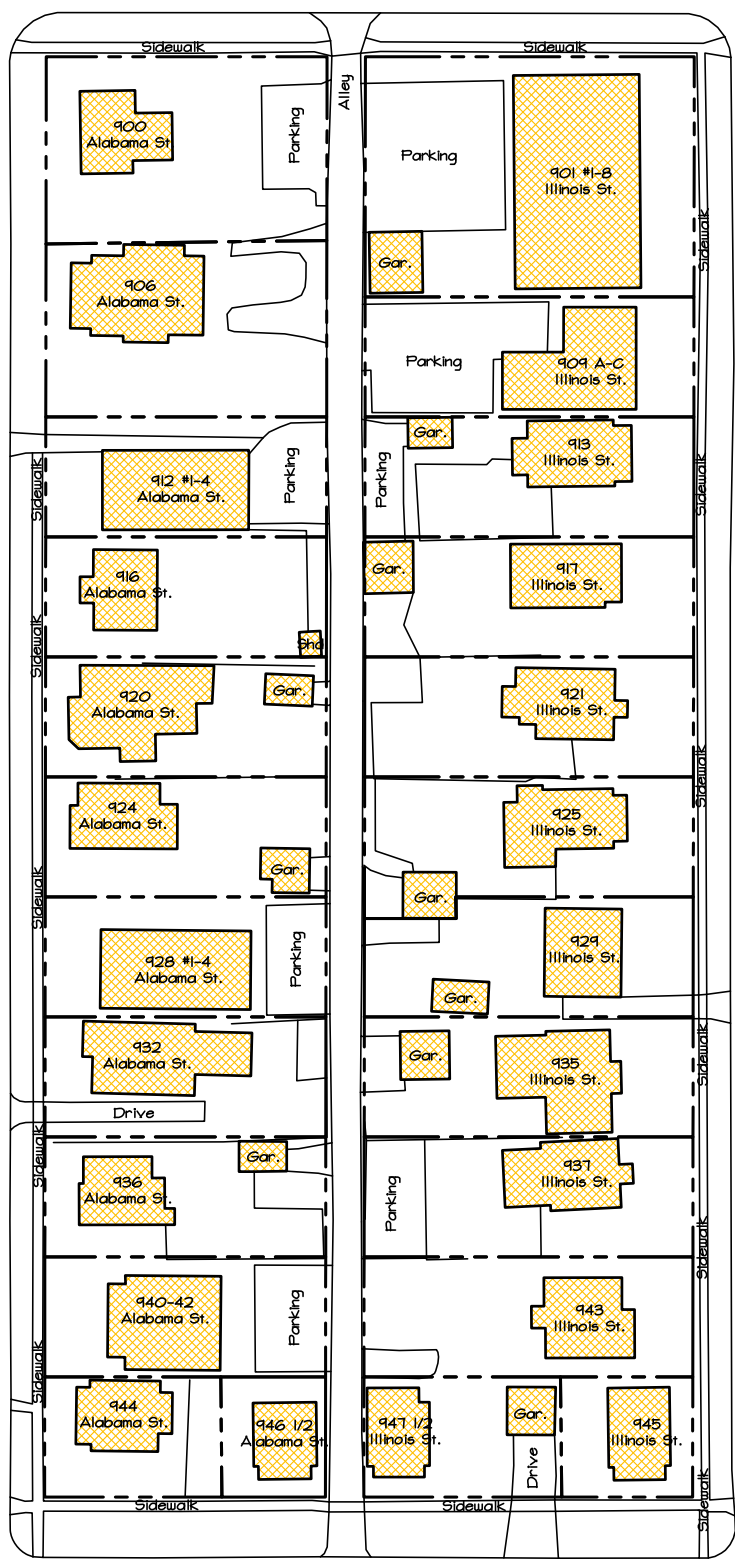 Sidewalk
Sidewalk
Alley
900
Alabama St.
Parking
Parking
901 #1-8
Illinois St.
Sidewalk
Gar.
906
Alabama St.
Parking
909 A-C
Illinois St.
Gar.
913
Illinois St.
Sidewalk
912 #1-4
Alabama St.
Parking
Parking
Sidewalk
916
Alabama St.
Gar.
917
Illinois St.
Sidewalk
Shd
920
Alabama St.
Gar.
921
Illinois St.
Sidewalk
924
Alabama St.
925
Illinois St.
Sidewalk
Gar.
Gar.
928 #1-4
Alabama St.
Parking
929
Illinois St.
Gar.
932
Alabama St.
Gar.
935
Illinois St.
Sidewalk
Drive
Sidewalk
936
Alabama St.
Gar.
Parking
937
Illinois St.
Sidewalk
940-42
Alabama St.
Parking
943
Illinois St.
Sidewalk
944
Alabama St.
946 1/2
Alabama St.
947 1/2
Illinois St.
Gar.
Drive
945
Illinois St.
Sidewalk
Sidewalk
Sidewalk